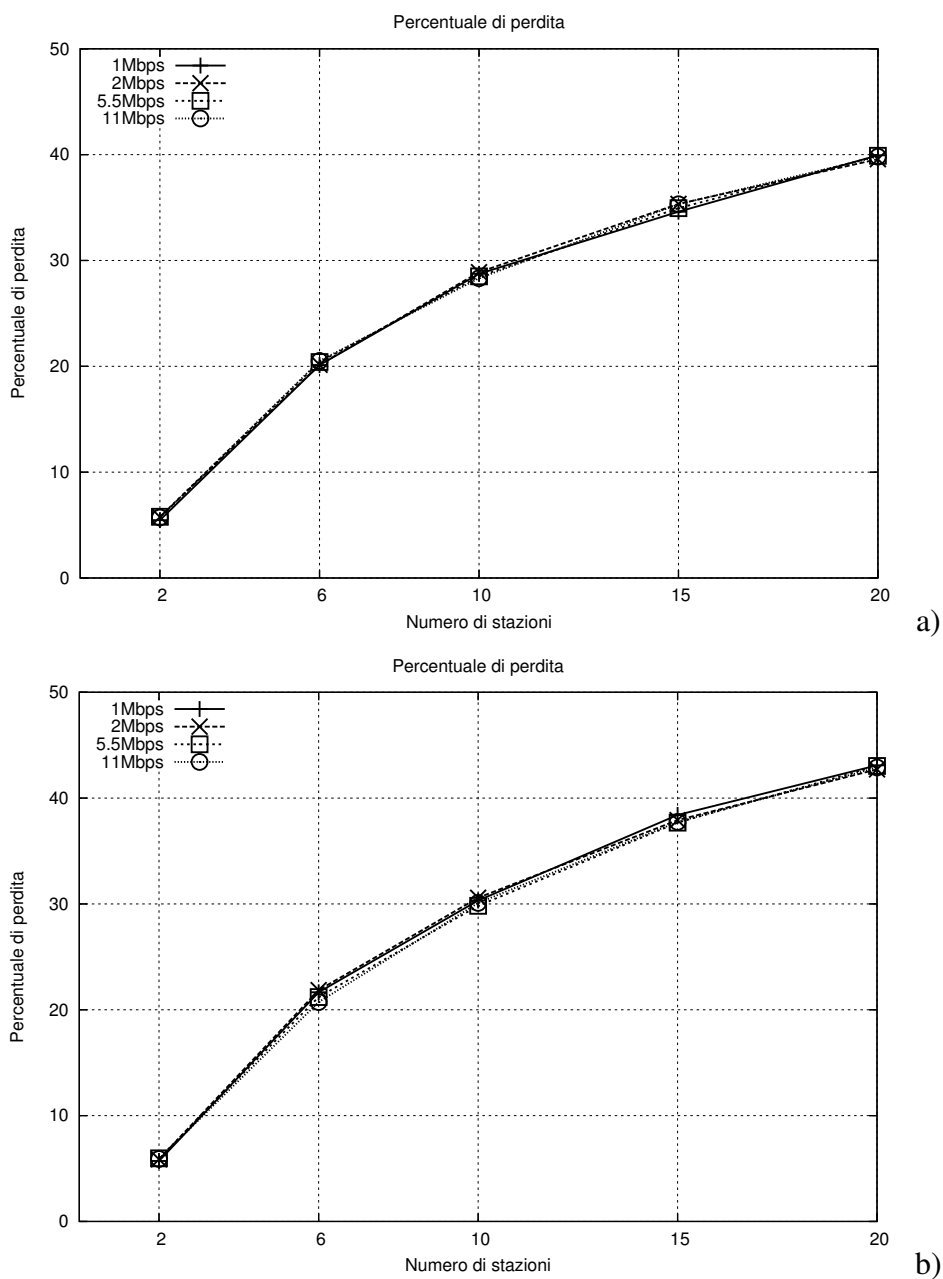 Percentuale di perdita
50
40
30
20
10
0
Percentuale di perdita
1Mbps
2Mbps
5.5Mbps
11Mbps
2 6 10 15 20
Numero di stazioni
a)
Percentuale di perdita
50
40
30
20
10
0
Percentuale di perdita
1Mbps
2Mbps
5.5Mbps
11Mbps
2 6 10 15 20
Numero di stazioni
b)